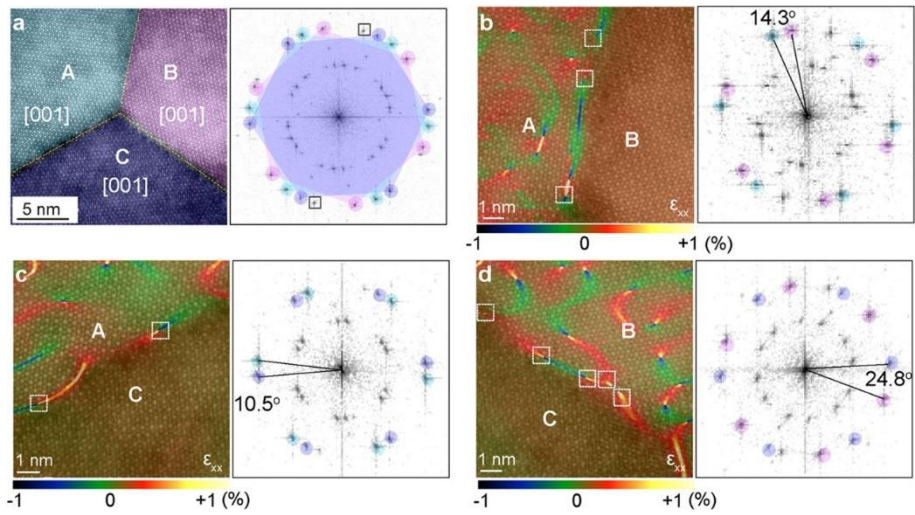 a
A
[001]
B
[001]
C
[001]
5 nm
b
A
B
1 nm
εxx
-1 0 +1 (%)
14.3°
c
A
C
1 nm
εxx
-1 0 +1 (%)
10.5°
d
B
C
1 nm
εxx
-1 0 +1 (%)
24.8°